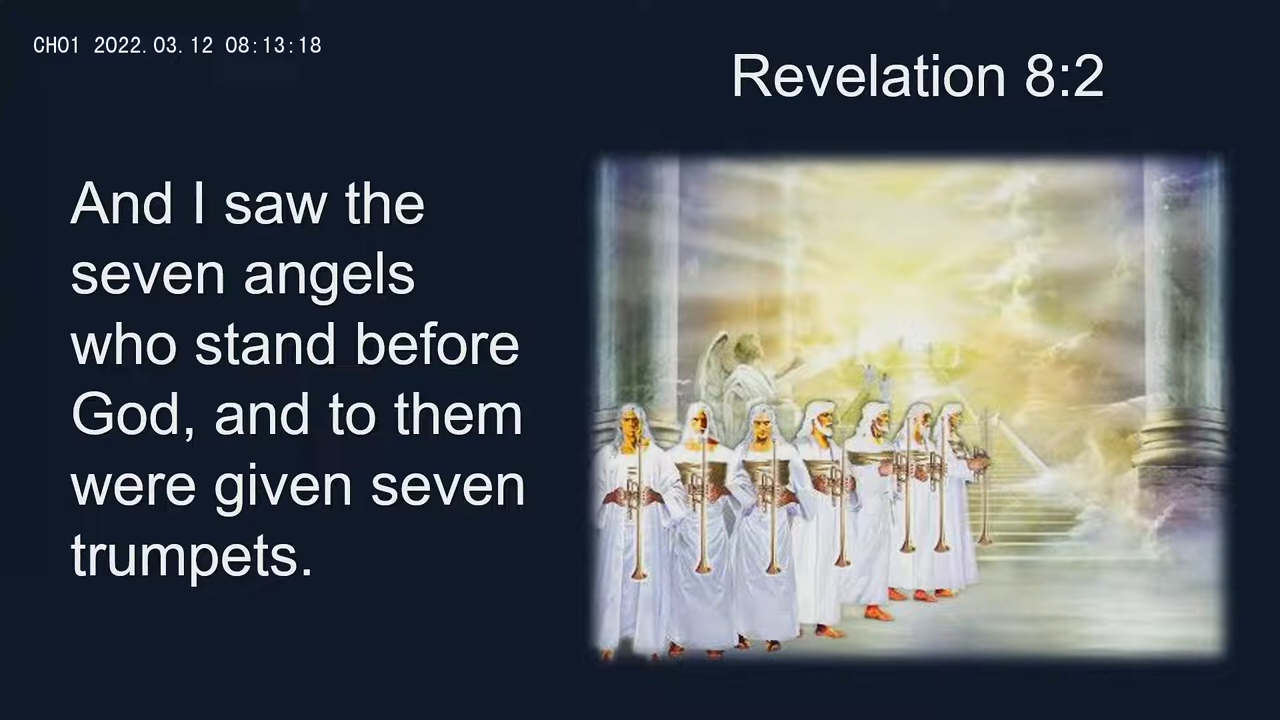 CH01 2022.03.12 08:13:18
Revelation 8:2
And I saw the
seven angels
who stand before
God, and to them
were given seven
trumpets.